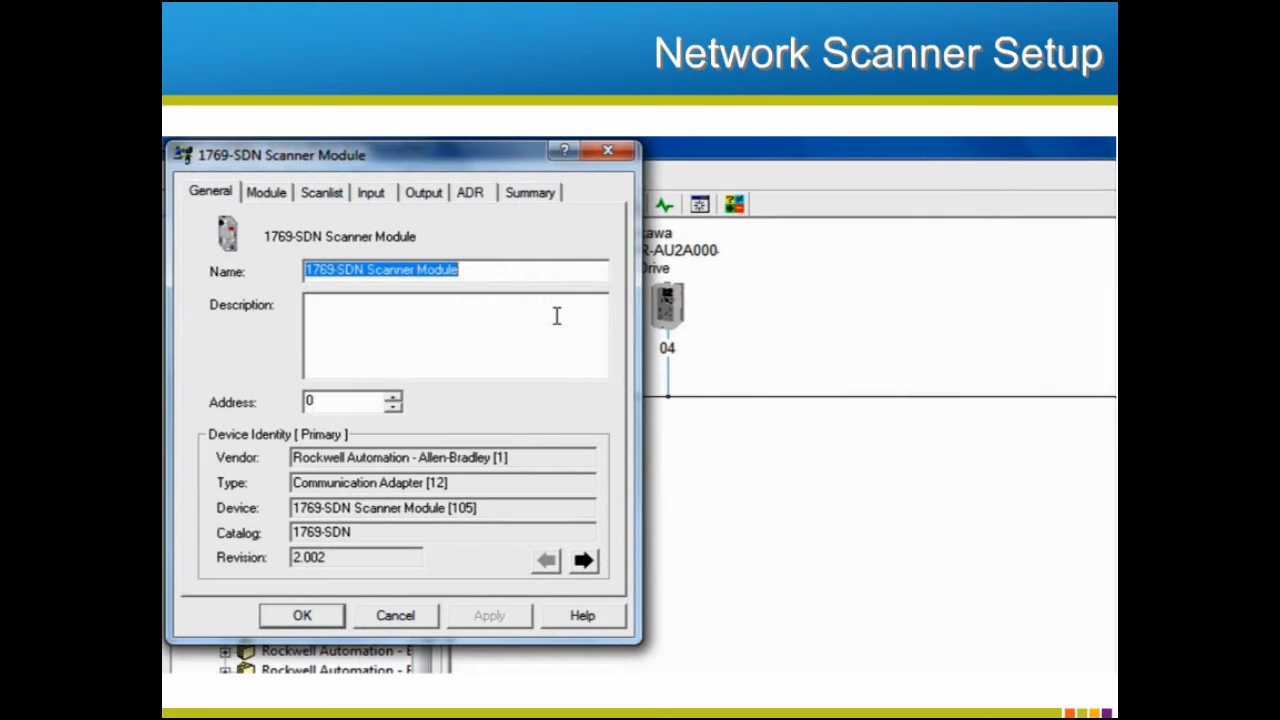 Network Scanner Setup
1769-SDN Scanner Module
General Module Scanlist Input Output ADR Summary
1769-SDN Scanner Module
Name: 1769-SDN Scanner Module
Description:
Address: 0
Device Identity [ Primary ]
Vendor: Rockwell Automation - Allen-Bradley [1]
Type: Communication Adapter [12]
Device: 1769-SDN Scanner Module [105]
Catalog: 1769-SDN
Revision: 2.002
OK Cancel Apply Help
kawa
R-AU2A000
Drive
04
Rockwell Automation - E
Rockwell Automation - E